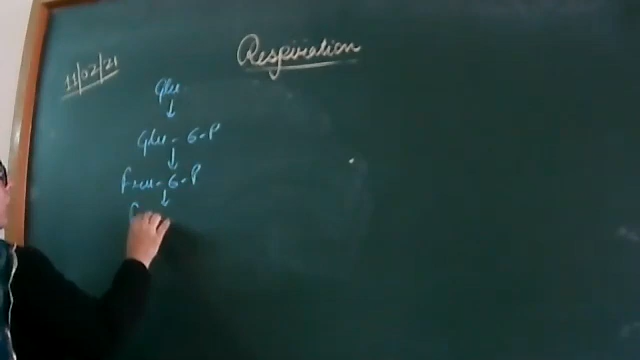 Respiration
11/02/21
Glu
↓
Glu - 6 - P
↓
Fru - 6 - P
↓